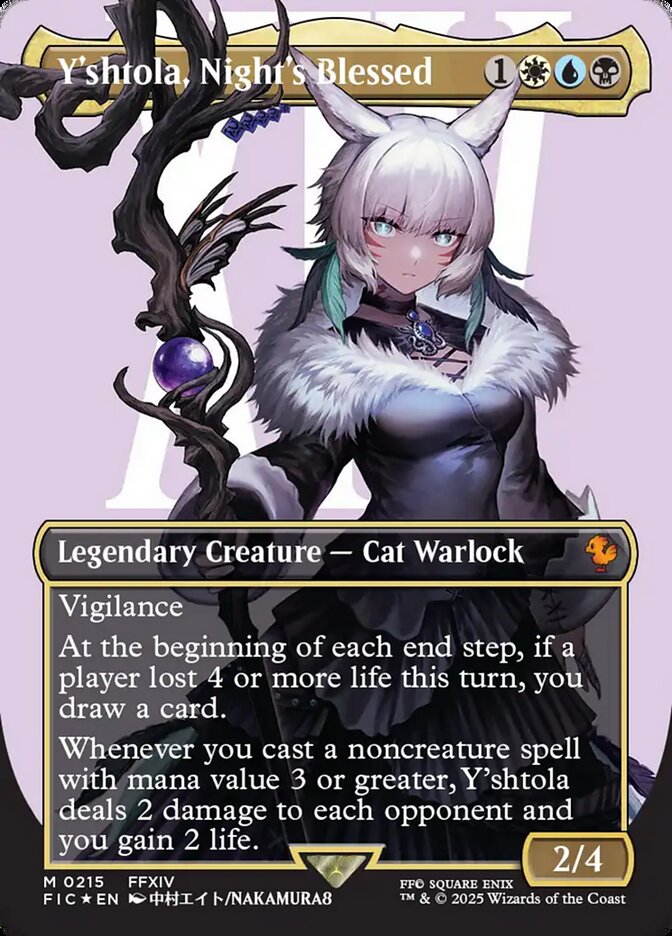 XIV
Y'shtola, Night's Blessed 1
Legendary Creature — Cat Warlock
Vigilance
At the beginning of each end step, if a
player lost 4 or more life this turn, you
draw a card.
Whenever you cast a noncreature spell
with mana value 3 or greater, Y'shtola
deals 2 damage to each opponent and
you gain 2 life.
2/4
M 0215 FFXIV
FIC★EN 中村エイト/NAKAMURA8
FF© SQUARE ENIX
™ & © 2025 Wizards of the Coast